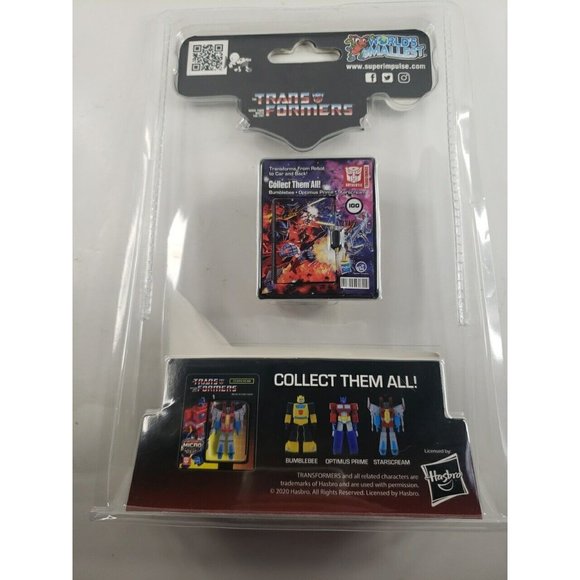 WORLD'S
SMALLEST
www.superimpulse.com
TRANS
FORMERS
Transforms From Robot
to Car and Back!
Collect Them All!
Bumblebee • Optimus Prime • Starscream
TRANS
FORMERS
STARSCREAM
MICRO
COLLECT THEM ALL!
BUMBLEBEE
OPTIMUS PRIME
STARSCREAM
Licensed by:
Hasbro
TRANSFORMERS and all related characters are
trademarks of Hasbro and are used with permission.
© 2020 Hasbro. All Rights Reserved. Licensed by Hasbro.